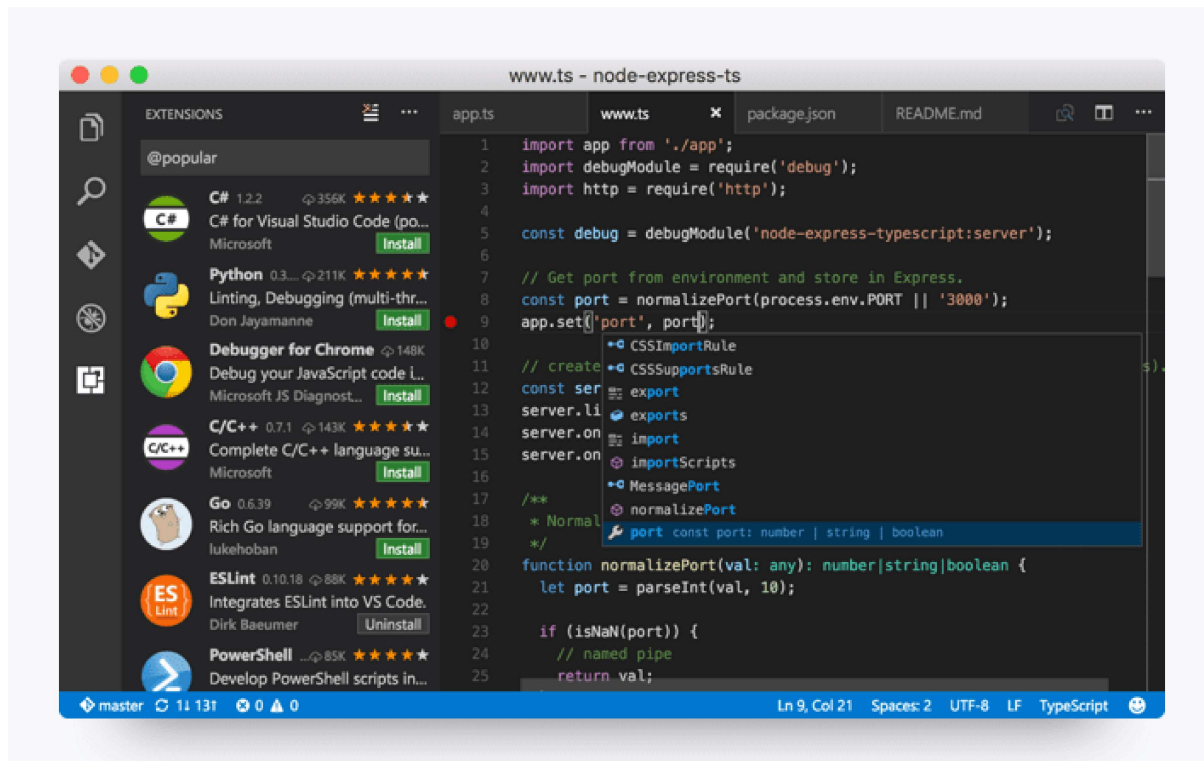 www.ts - node-express-ts
EXTENSIONS
@popular
C# 1.2.2 356K
C# for Visual Studio Code (po...
Microsoft Install
Python 0.3... 211K
Linting, Debugging (multi-thr...
Don Jayamanne Install
Debugger for Chrome 148K
Debug your JavaScript code i...
Microsoft JS Diagnost... Install
C/C++
C/C++ 0.7.1 143K
Complete C/C++ language su...
Microsoft Install
Go 0.6.39 99K
Rich Go language support for...
lukehoban Install
ES
Lint
ESLint 0.10.18 88K
Integrates ESLint into VS Code.
Dirk Baeumer Uninstall
PowerShell ... 85K
Develop PowerShell scripts in...
app.ts www.ts × package.json README.md
1 import app from './app';
2 import debugModule = require('debug');
3 import http = require('http');
4
5 const debug = debugModule('node-express-typescript:server');
6
7 // Get port from environment and store in Express.
8 const port = normalizePort(process.env.PORT || '3000');
9 app.set('port', port);
10
11 // create s).
12 const ser
13 server.li
14 server.on
15 server.on
16
17 /**
18 * Normal
19 */
20 function normalizePort(val: any): number|string|boolean {
21 let port = parseInt(val, 10);
22
23 if (isNaN(port)) {
24 // named pipe
25 return val;
CSSImportRule
CSSSupportsRule
export
exports
import
importScripts
MessagePort
normalizePort
port const port: number | string | boolean
master 1↓ 13↑ 0 0 Ln 9, Col 21 Spaces: 2 UTF-8 LF TypeScript